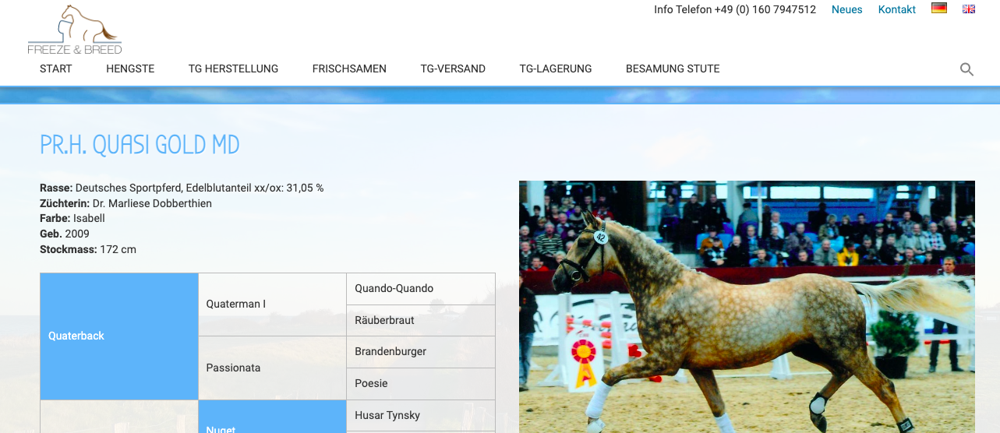 Info Telefon +49 (0) 160 7947512 Neues Kontakt
FREEZE & BREED
START HENGSTE TG HERSTELLUNG FRISCHSAMEN TG-VERSAND TG-LAGERUNG BESAMUNG STUTE
PR.H. QUASI GOLD MD
Rasse: Deutsches Sportpferd, Edelblutanteil xx/ox: 31,05 %
Züchterin: Dr. Marliese Dobberthien
Farbe: Isabell
Geb. 2009
Stockmass: 172 cm
Quaterback
Quaterman I
Quando-Quando
Räuberbraut
Passionata
Brandenburger
Poesie
Nuget
Husar Tynsky
42